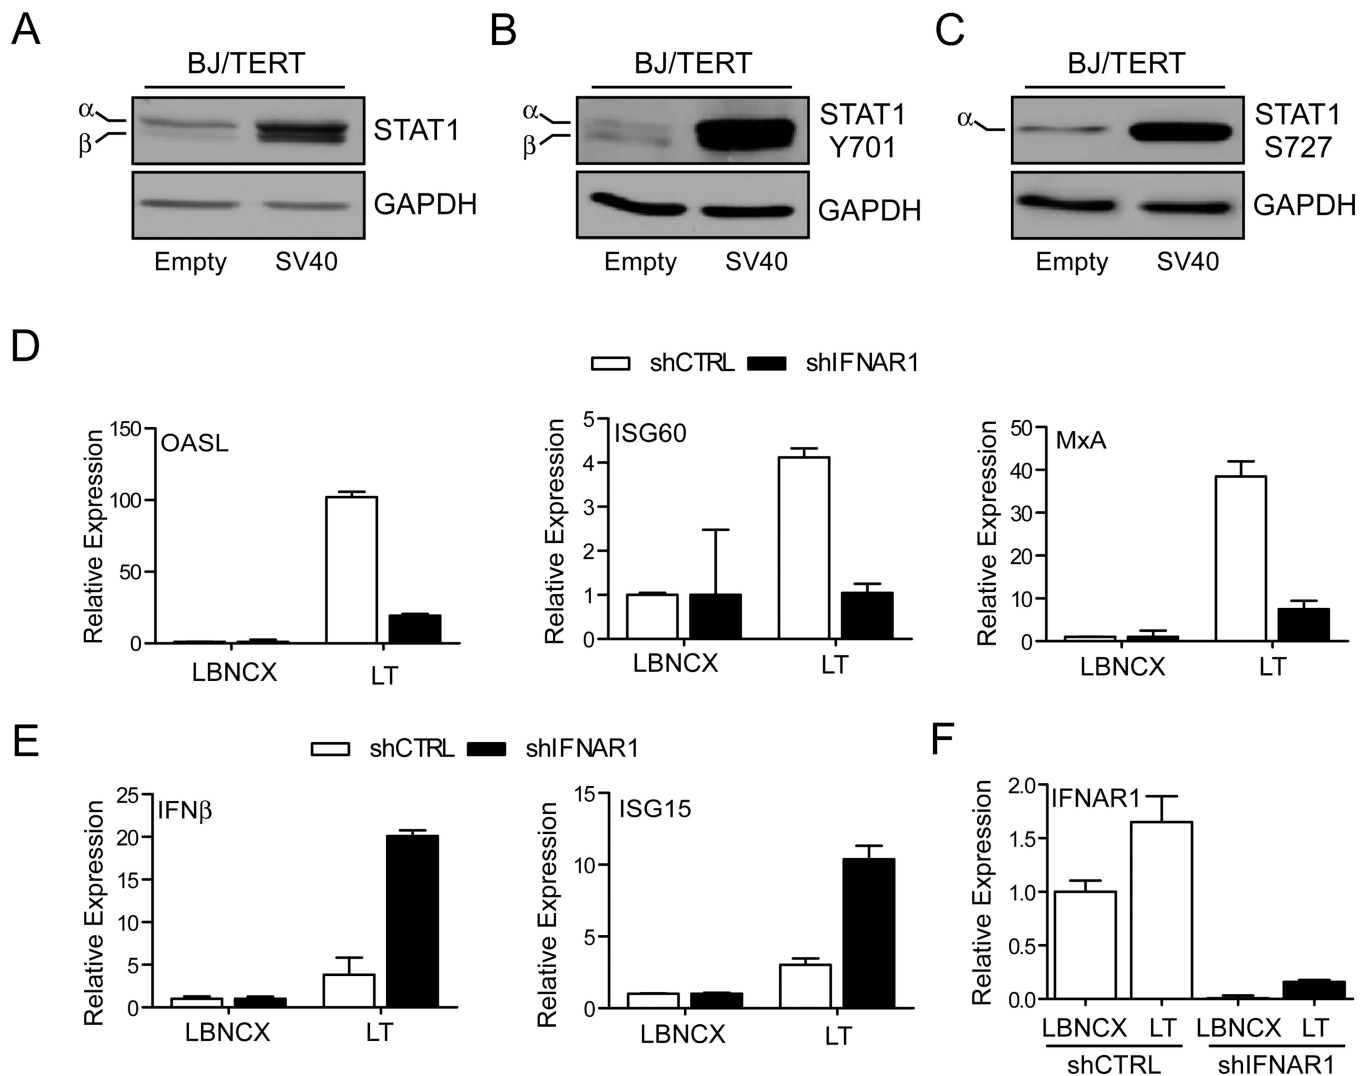 A
B
C
BJ/TERT
BJ/TERT
BJ/TERT
α
β
STAT1
GAPDH
Empty SV40
α
β
STAT1
Y701
GAPDH
Empty SV40
α
STAT1
S727
GAPDH
Empty SV40
D
shCTRL shIFNAR1
OASL
Relative Expression
150
100
50
0
LBNCX LT
ISG60
Relative Expression
5
4
3
2
1
0
LBNCX LT
MxA
Relative Expression
50
40
30
20
10
0
LBNCX LT
E
shCTRL shIFNAR1
IFNβ
Relative Expression
25
20
15
10
5
0
LBNCX LT
ISG15
Relative Expression
15
10
5
0
LBNCX LT
F
IFNAR1
Relative Expression
2.0
1.5
1.0
0.5
0.0
LBNCX LT LBNCX LT
shCTRL shIFNAR1